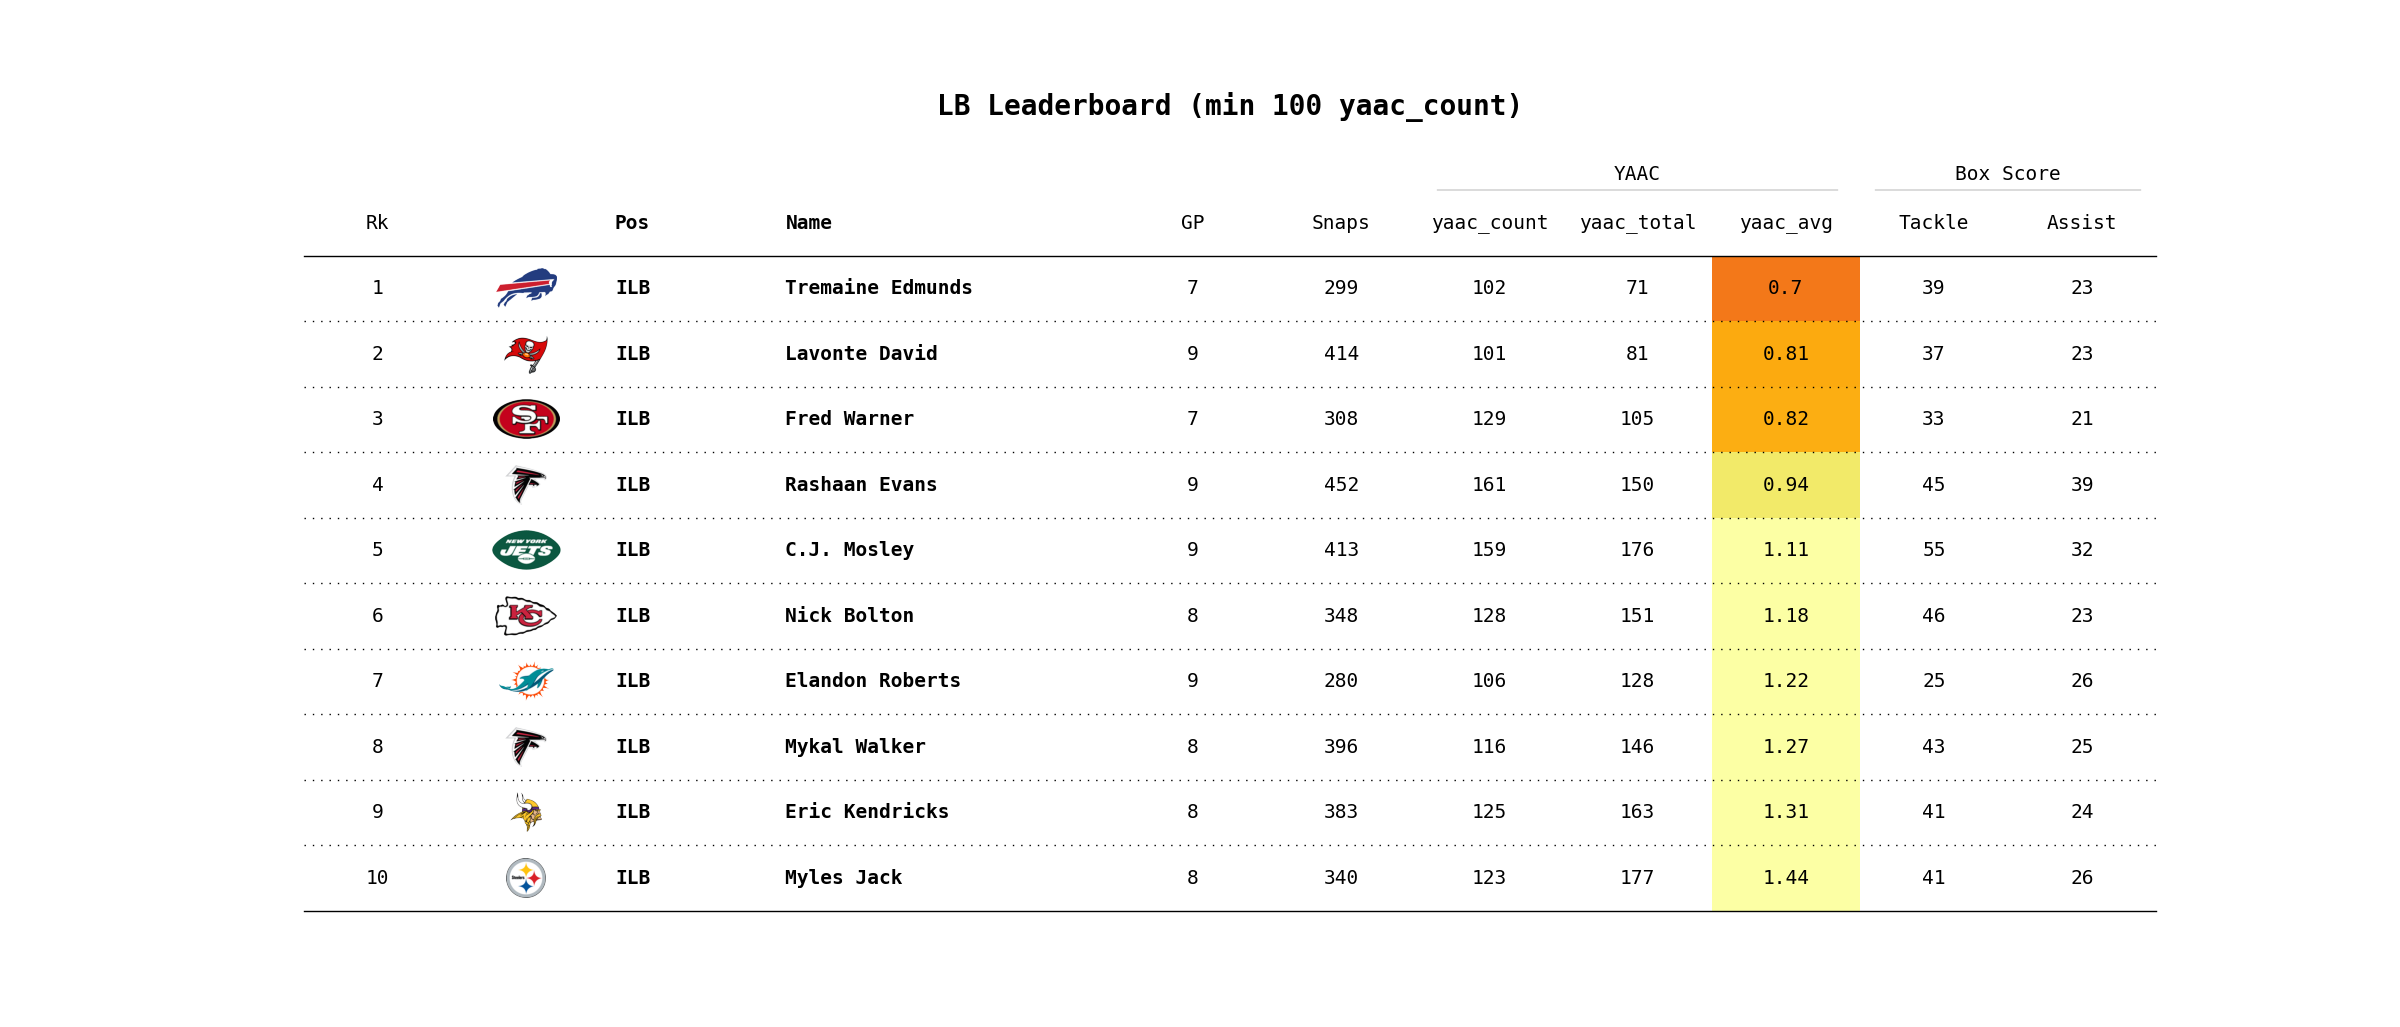 LB Leaderboard (min 100 yaac_count)
YAAC Box Score
Rk Pos Name GP Snaps yaac_count yaac_total yaac_avg Tackle Assist
1 ILB Tremaine Edmunds 7 299 102 71 0.7 39 23
2 ILB Lavonte David 9 414 101 81 0.81 37 23
3 SF ILB Fred Warner 7 308 129 105 0.82 33 21
4 ILB Rashaan Evans 9 452 161 150 0.94 45 39
5 NEW YORK JETS ILB C.J. Mosley 9 413 159 176 1.11 55 32
6 KC ILB Nick Bolton 8 348 128 151 1.18 46 23
7 ILB Elandon Roberts 9 280 106 128 1.22 25 26
8 ILB Mykal Walker 8 396 116 146 1.27 43 25
9 ILB Eric Kendricks 8 383 125 163 1.31 41 24
10 Steelers ILB Myles Jack 8 340 123 177 1.44 41 26